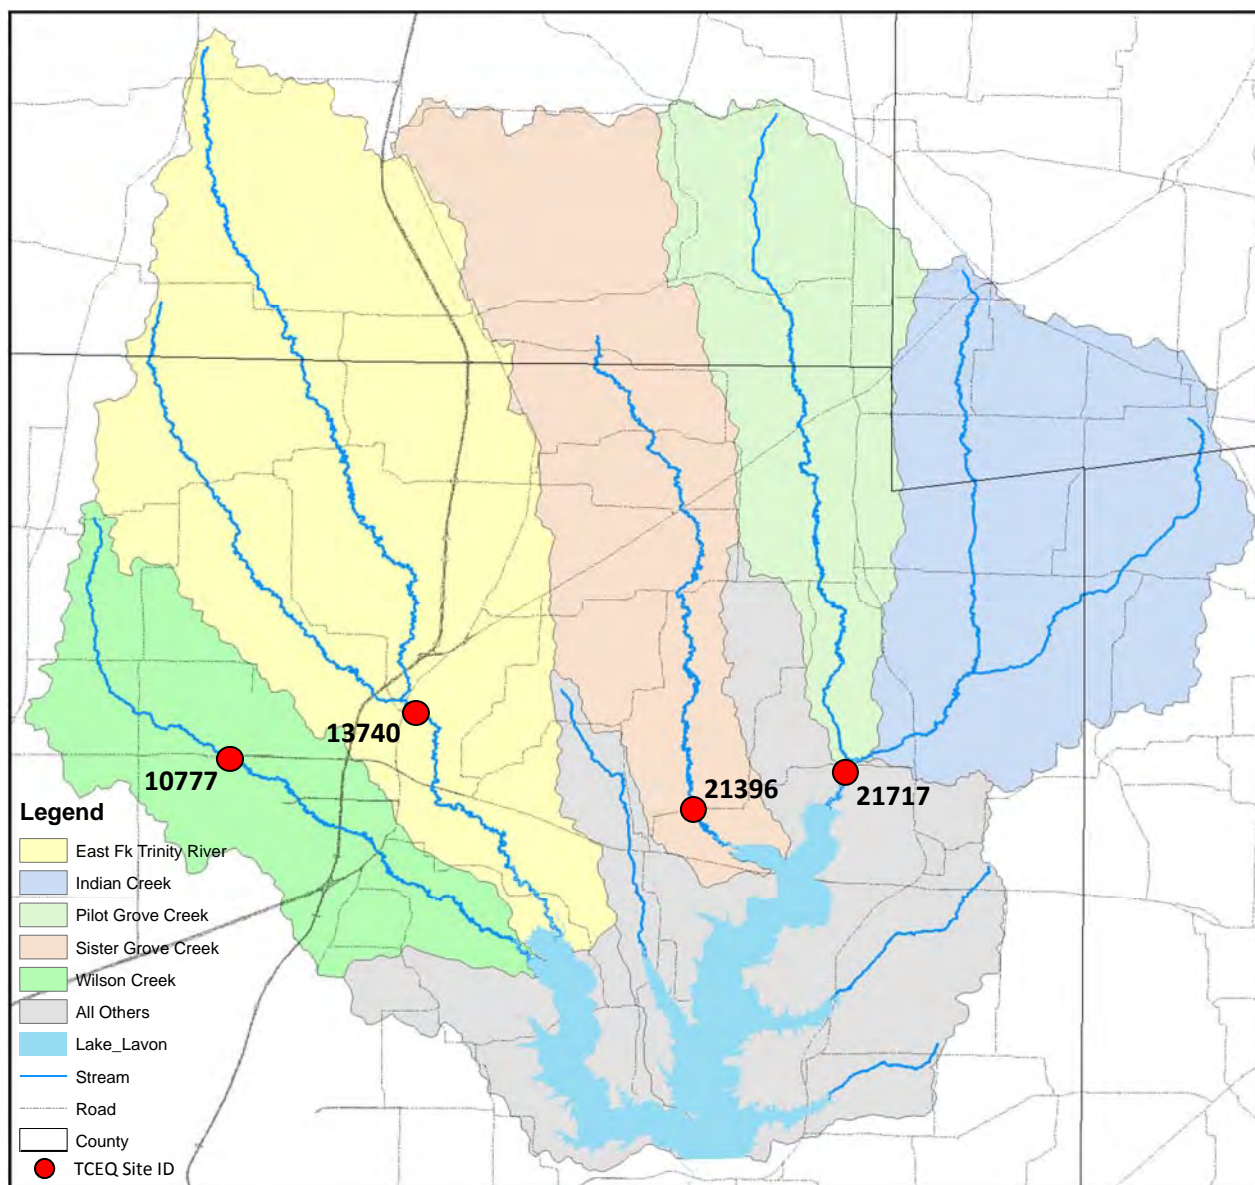 13740
10777
21396
21717
Legend
East Fk Trinity River
Indian Creek
Pilot Grove Creek
Sister Grove Creek
Wilson Creek
All Others
Lake_Lavon
Stream
Road
County
TCEQ Site ID